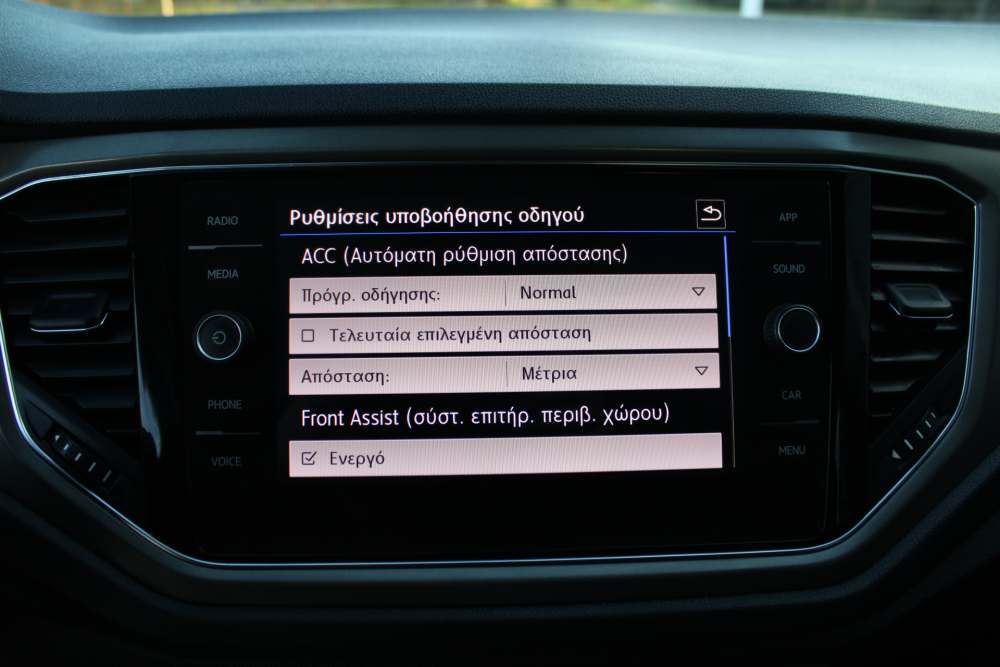 RADIO
MEDIA
PHONE
VOICE
Ρυθμίσεις υποβοήθησης οδηγού
ACC (Αυτόματη ρύθμιση απόστασης)
Πρόγρ. οδήγησης: Normal
Τελευταία επιλεγμένη απόσταση
Απόσταση: Μέτρια
Front Assist (σύστ. επιτήρ. περιβ. χώρου)
Ενεργό
APP
SOUND
CAR
MENU